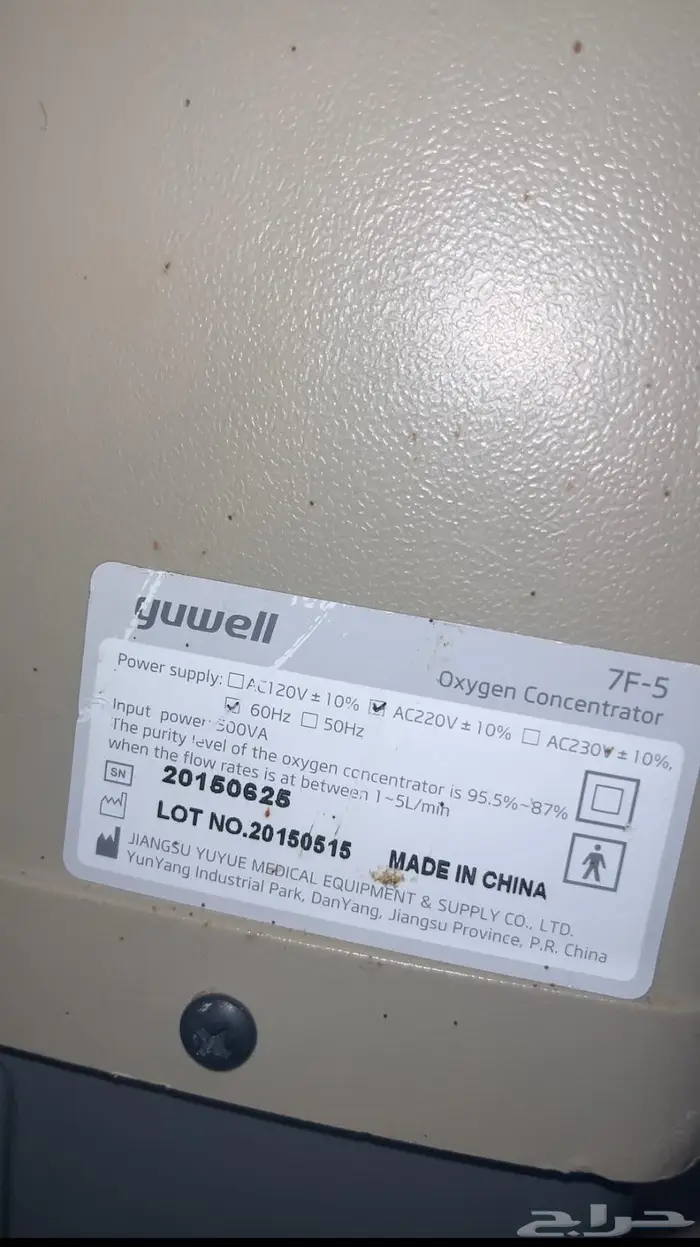 yuwell
7F-5
Oxygen Concentrator
Power supply: AC120V ± 10% AC220V ± 10% AC230V ± 10%,
60Hz 50Hz
Input power: 500VA
The purity level of the oxygen concentrator is 95.5%~87%
when the flow rates is at between 1~5L/min
SN 20150625
LOT NO.20150515
MADE IN CHINA
JIANGSU YUYUE MEDICAL EQUIPMENT & SUPPLY CO., LTD.
YunYang Industrial Park, DanYang, Jiangsu Province, P.R. China
حراج